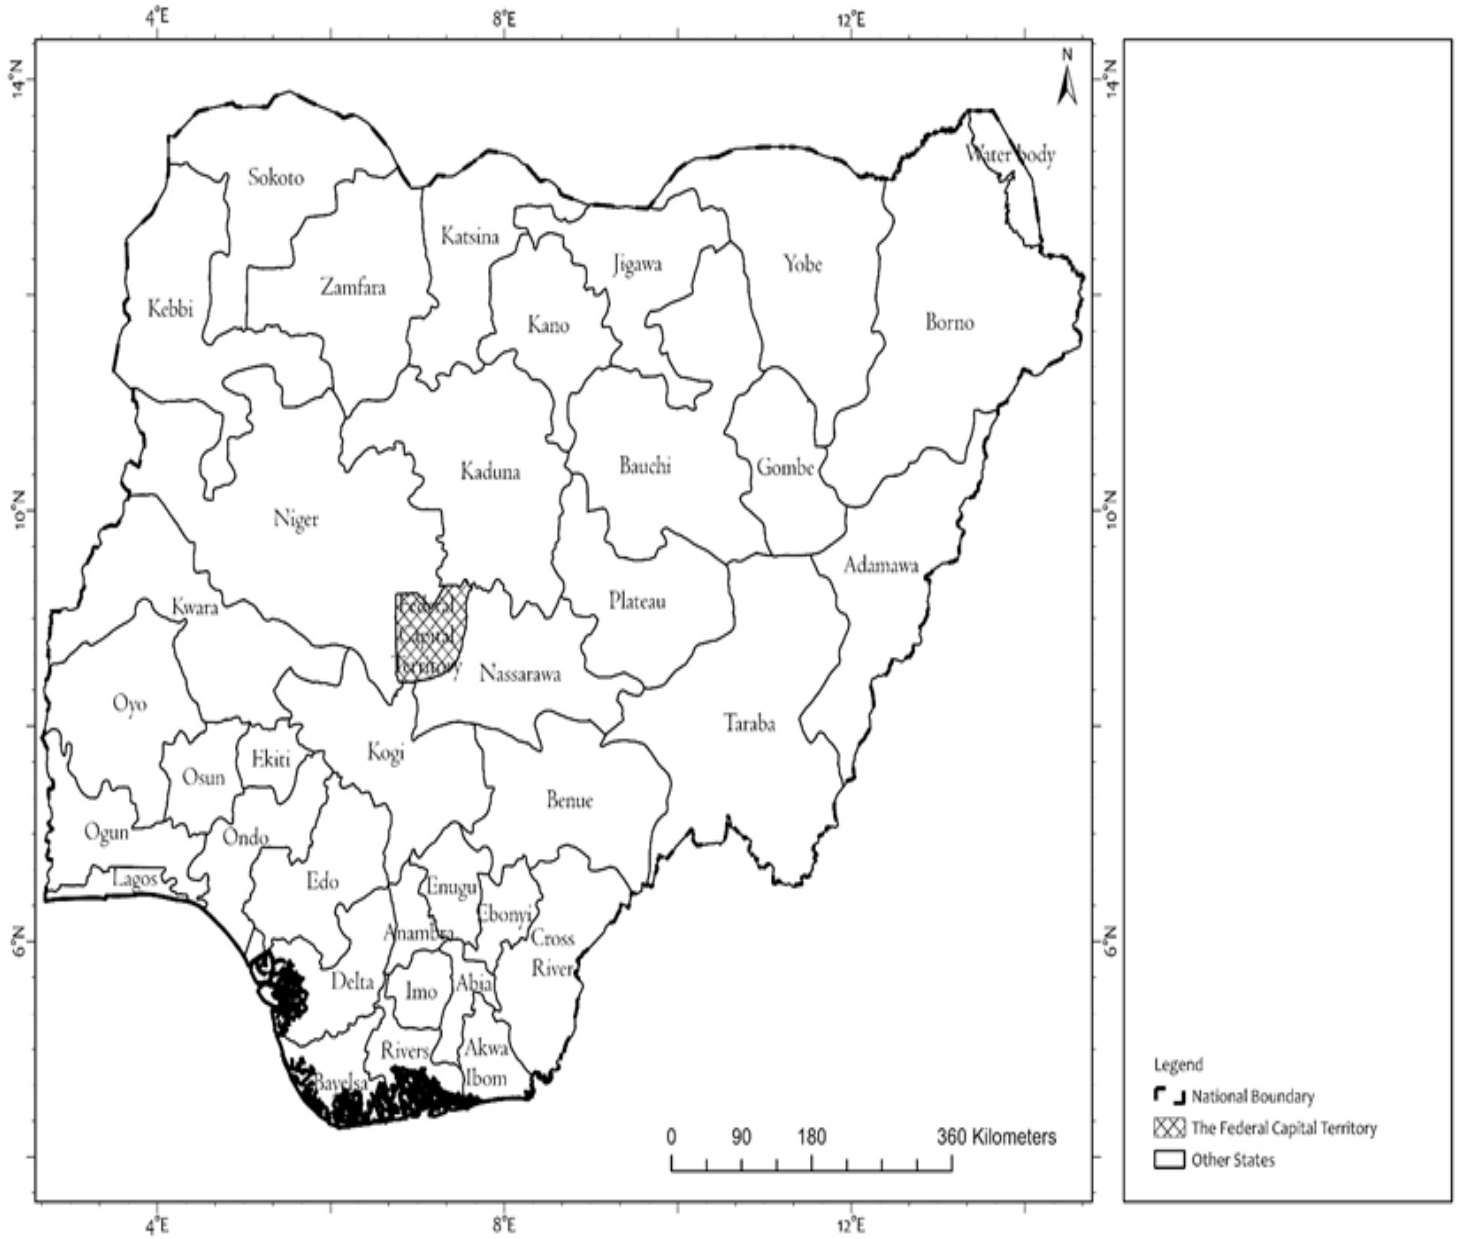 4°E 8°E 12°E
14°N 14°N
N
Water body
Sokoto
Katsina
Jigawa
Yobe
Zamfara
Kebbi
Kano
Borno
Kaduna
Bauchi
Gombe
10°N 10°N
Niger
Adamawa
Kwara
Federal
Capital
Territory
Plateau
Nassarawa
Oyo
Taraba
Kogi
Ekiti
Osun
Benue
Ogun
Ondo
Lagos
Edo
Enugu
Ebonyi
Anambra
Cross
River
6°N 6°N
Delta
Imo
Abia
Rivers
Akwa
Ibom
Bayelsa
0 90 180 360 Kilometers
Legend
National Boundary
The Federal Capital Territory
Other States
4°E 8°E 12°E